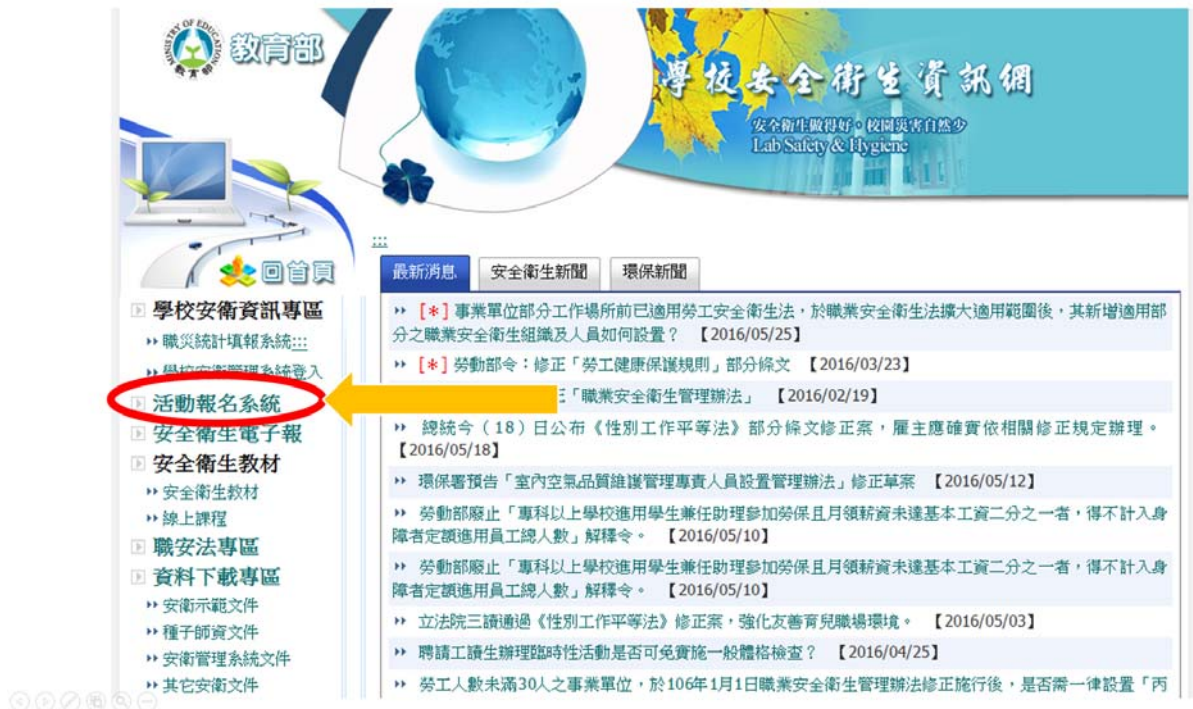 MINISTRY OF EDUCATION
教育部
教育部
學校安全衛生資訊網
安全衛生做得好。校園災害自然少
Lab Safety & Hygiene
回首頁
學校安衛資訊專區
職災統計填報系統:::
學校安衛管理系統登入
活動報名系統
安全衛生電子報
安全衛生教材
安全衛生教材
線上課程
職安法專區
資料下載專區
安衛示範文件
種子師資文件
安衛管理系統文件
其它安衛文件
:::
最新消息 安全衛生新聞 環保新聞
[*] 事業單位部分工作場所前已適用勞工安全衛生法，於職業安全衛生法擴大適用範圍後，其新增適用部
分之職業安全衛生組織及人員如何設置？ 【2016/05/25】
[*] 勞動部令：修正「勞工健康保護規則」部分條文 【2016/03/23】
「職業安全衛生管理辦法」 【2016/02/19】
總統今（18）日公布《性別工作平等法》部分條文修正案，雇主應確實依相關修正規定辦理。
【2016/05/18】
環保署預告「室內空氣品質維護管理專責人員設置管理辦法」修正草案 【2016/05/12】
勞動部廢止「專科以上學校進用學生兼任助理參加勞保且月領薪資未達基本工資二分之一者，得不計入身
障者定額進用員工總人數」解釋令。 【2016/05/10】
勞動部廢止「專科以上學校進用學生兼任助理參加勞保且月領薪資未達基本工資二分之一者，得不計入身
障者定額進用員工總人數」解釋令。 【2016/05/10】
立法院三讀通過《性別工作平等法》修正案，強化友善育兒職場環境。 【2016/05/03】
聘請工讀生辦理臨時性活動是否可免實施一般體格檢查？ 【2016/04/25】
勞工人數未滿30人之事業單位，於106年1月1日職業安全衛生管理辦法修正施行後，是否需一律設置「丙